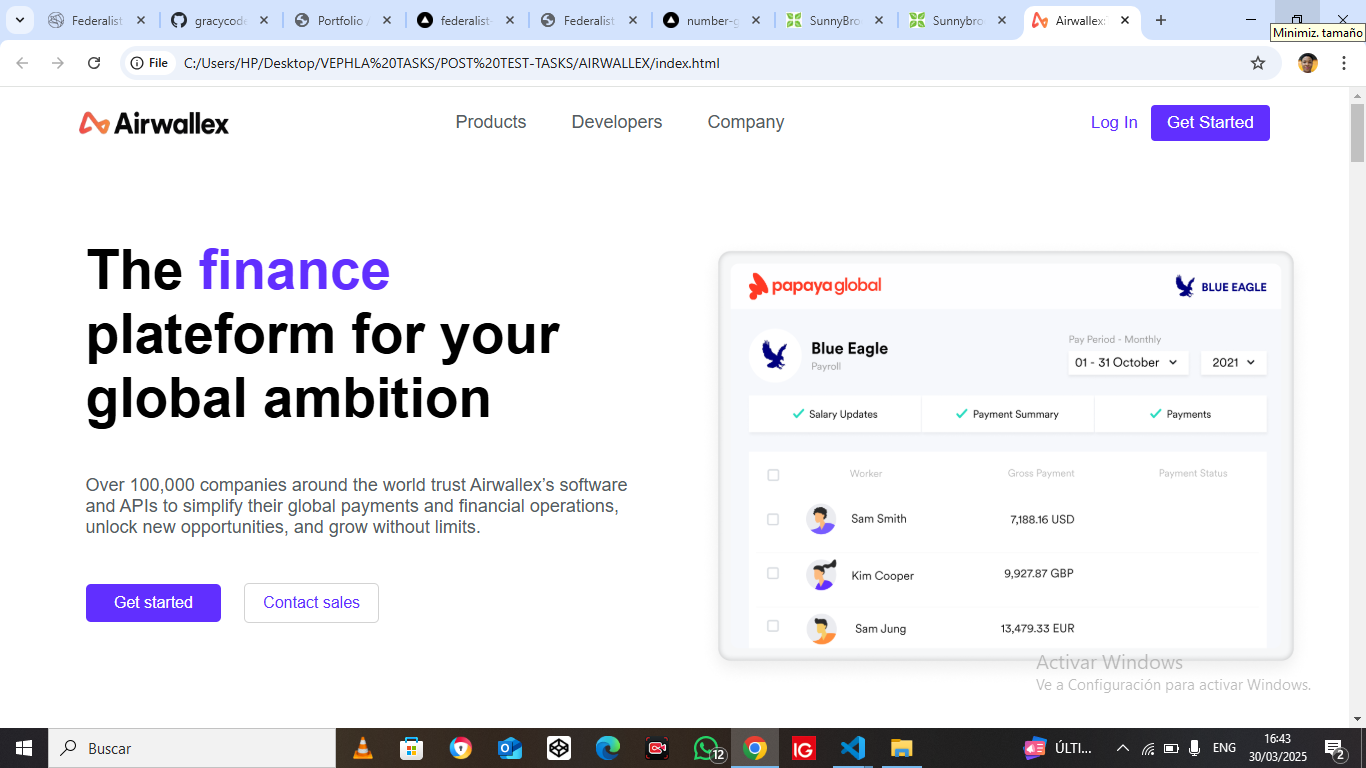 Federalist
gracycode
Portfolio /
federalist-
Federalist
number-g
SunnyBro
Sunnybro
Airwallex:
Minimiz. tamaño
File
C:/Users/HP/Desktop/VEPHLA%20TASKS/POST%20TEST-TASKS/AIRWALLEX/index.html
Airwallex
Products
Developers
Company
Log In
Get Started
The finance
plateform for your
global ambition
Over 100,000 companies around the world trust Airwallex’s software
and APIs to simplify their global payments and financial operations,
unlock new opportunities, and grow without limits.
Get started
Contact sales
papaya global
BLUE EAGLE
Blue Eagle
Payroll
Pay Period - Monthly
01 - 31 October
2021
Salary Updates
Payment Summary
Payments
Worker
Gross Payment
Payment Status
Sam Smith
7,188.16 USD
Kim Cooper
9,927.87 GBP
Sam Jung
13,479.33 EUR
Activar Windows
Ve a Configuración para activar Windows.
Buscar
12
IG
ÚLTI...
ENG
16:43
30/03/2025
2